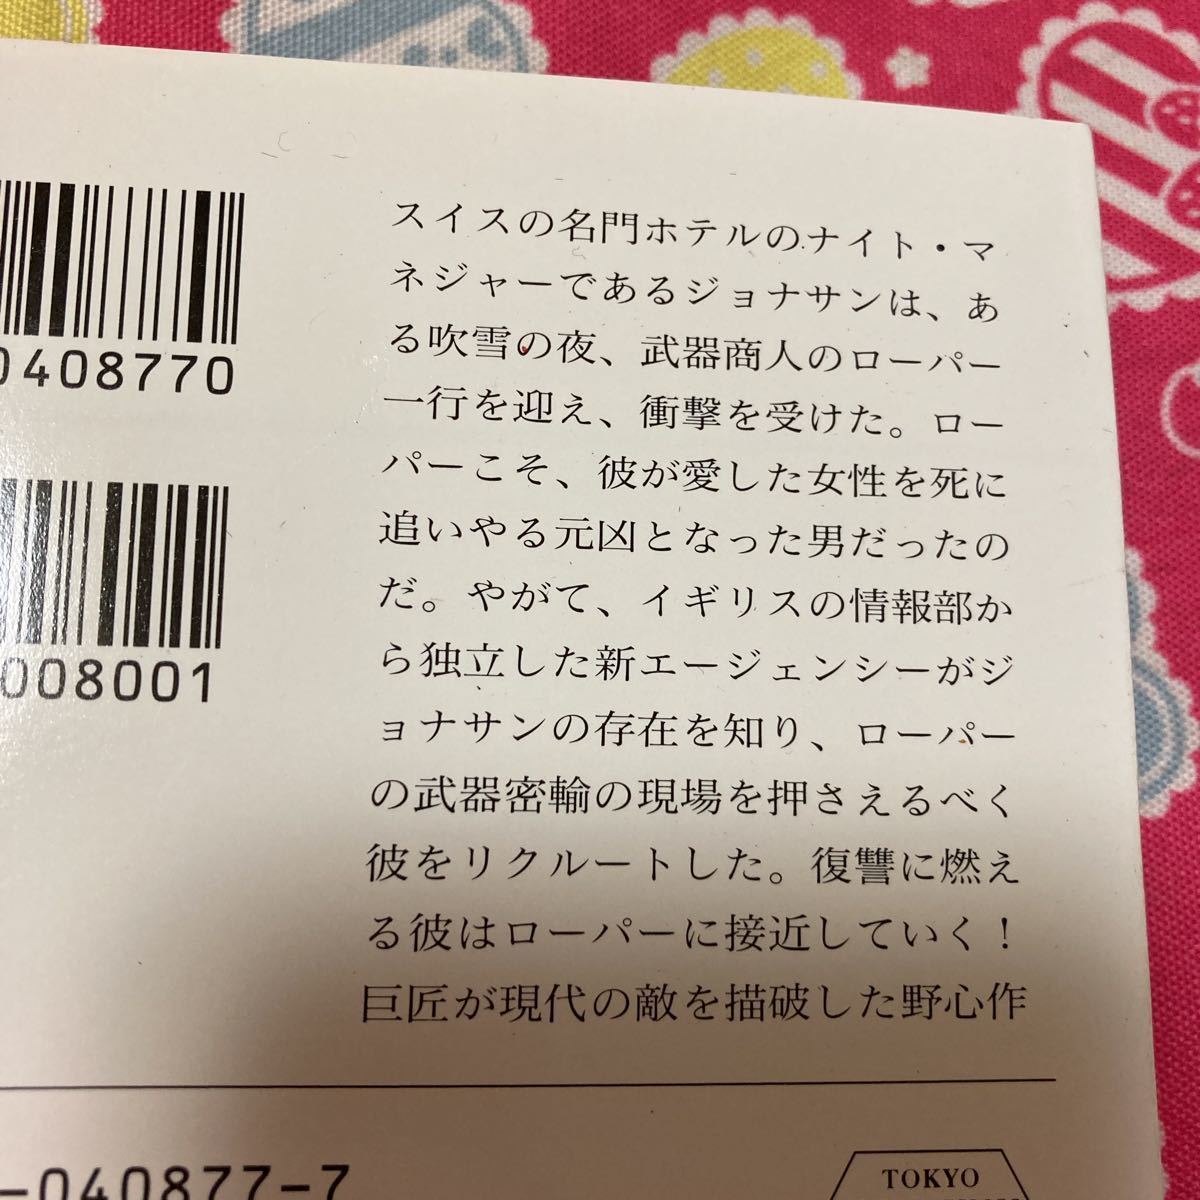 スイスの名門ホテルのナイト・マ
ネジャーであるジョナサンは、あ
る吹雪の夜、武器商人のローパー
一行を迎え、衝撃を受けた。ロー
パーこそ、彼が愛した女性を死に
追いやる元凶となった男だったの
だ。やがて、イギリスの情報部か
ら独立した新エージェンシーがジ
ョナサンの存在を知り、ローパー
の武器密輸の現場を押さえるべく
彼をリクルートした。復讐に燃え
る彼はローパーに接近していく！
巨匠が現代の敵を描破した野心作
0408770
008001
-040877-7
TOKYO